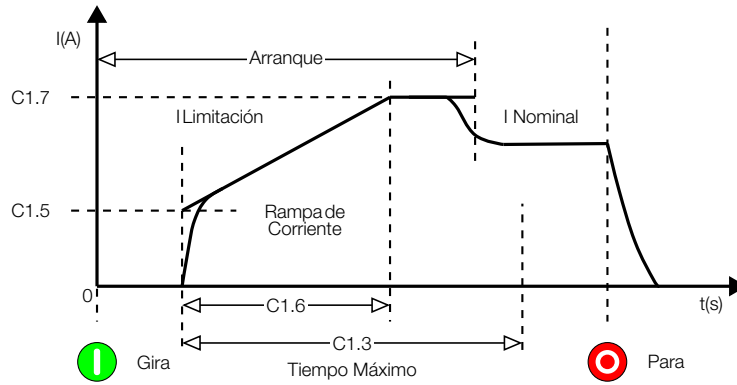 I(A)
Arranque
C1.7
I Limitación
I Nominal
C1.5
Rampa de
Corriente
0
t(s)
C1.6
C1.3
Gira
Tiempo Máximo
Para